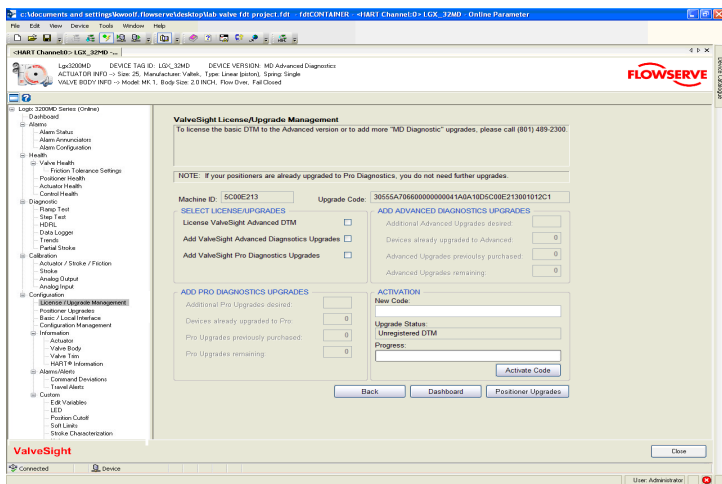 c:\documents and settings\kwoolf.flowserve\desktop\lab valve fdt project.fdt - fdtCONTAINER - <HART Channel:0> LGX_32MD - Online Parameter
File Edit View Device Tools Window Help
<HART Channel:0> LGX_32MD -...
Device Catalogue
Lgx3200MD DEVICE TAG ID: LGX_32MD DEVICE VERSION: MD Advanced Diagnostics
ACTUATOR INFO --> Size: 25, Manufacturer: Valtek, Type: Linear (piston), Spring: Single
VALVE BODY INFO --> Model: MK 1, Body Size: 2.0 INCH, Flow Over, Fail Closed
FLOWSERVE
Logix 3200MD Series (Online)
Dashboard
Alarms
Alarm Status
Alarm Annunciators
Alarm Configuration
Health
Valve Health
Friction Tolerance Settings
Positioner Health
Actuator Health
Control Health
Diagnostic
Ramp Test
Step Test
HDRL
Data Logger
Trends
Partial Stroke
Calibration
Actuator / Stroke / Friction
Stroke
Analog Output
Analog Input
Configuration
License / Upgrade Management
Positioner Upgrades
Basic / Local Interface
Configuration Management
Information
Actuator
Valve Body
Valve Trim
HART® Information
Alarms/Alerts
Command Deviations
Travel Alerts
Custom
Edit Variables
LED
Position Cutoff
Soft Limits
Stroke Characterization
ValveSight License/Upgrade Management
To license the basic DTM to the Advanced version or to add more "MD Diagnostic" upgrades, please call (801) 489-2300.
NOTE: If your positioners are already upgraded to Pro Diagnostics, you do not need further upgrades.
Machine ID: 5C00E213 Upgrade Code: 30555A70660000000041A0A10D5C00E213001012C1
SELECT LICENSE/UPGRADES
License ValveSight Advanced DTM
Add ValveSight Advanced Diagnsotics Upgrades
Add ValveSight Pro Diagnostics Upgrades
ADD ADVANCED DIAGNOSTICS UPGRADES
Additional Advanced Upgrades desired:
Devices already upgraded to Advanced: 0
Advanced Upgrades previoulsy purchased: 0
Advanced Upgrades remaining: 0
ADD PRO DIAGNOSTICS UPGRADES
Additional Pro Upgrades desired:
Devices already upgraded to Pro: 0
Pro Upgrades previously purchased: 0
Pro Upgrades remaining: 0
ACTIVATION
New Code:
Upgrade Status:
Unregistered DTM
Progress:
Activate Code
Back Dashboard Positioner Upgrades
ValveSight
Close
Connected Device
User: Administrator